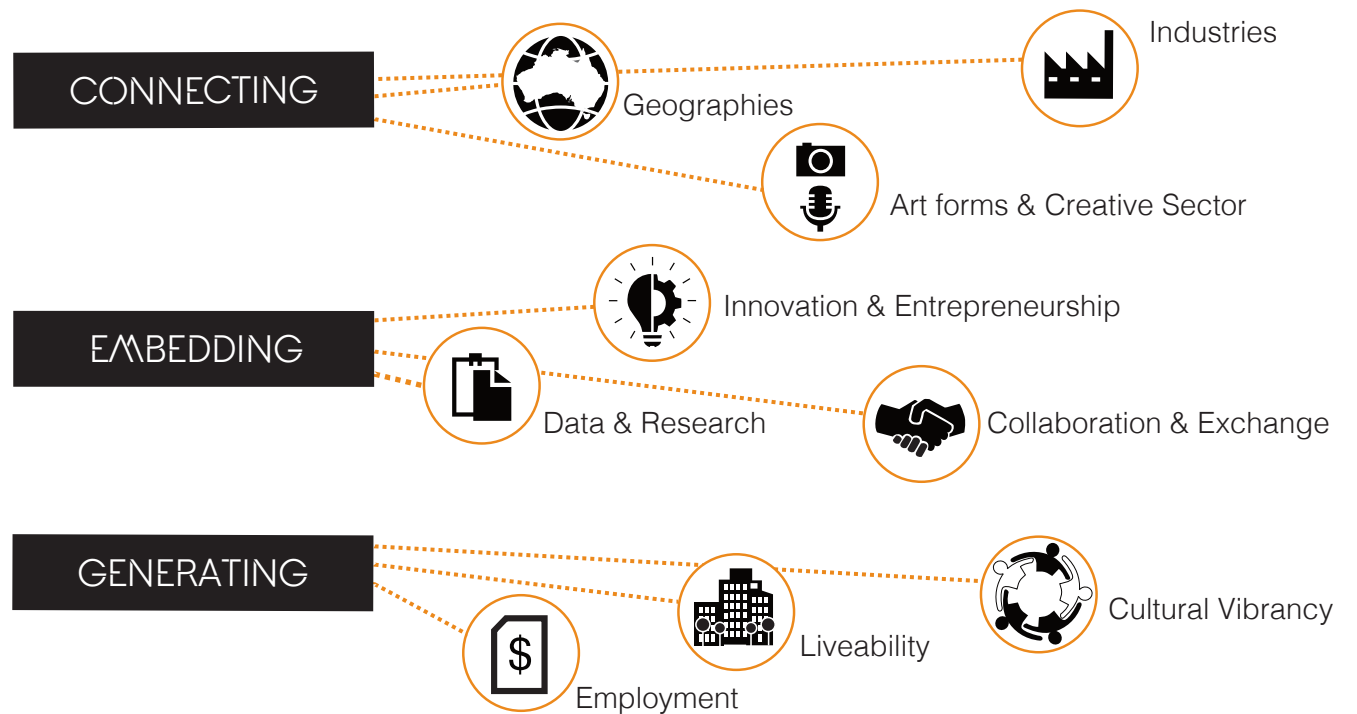 CONNECTING
Industries
Geographies
Art forms & Creative Sector
EMBEDDING
Innovation & Entrepreneurship
Data & Research
Collaboration & Exchange
GENERATING
Cultural Vibrancy
Liveability
$
Employment